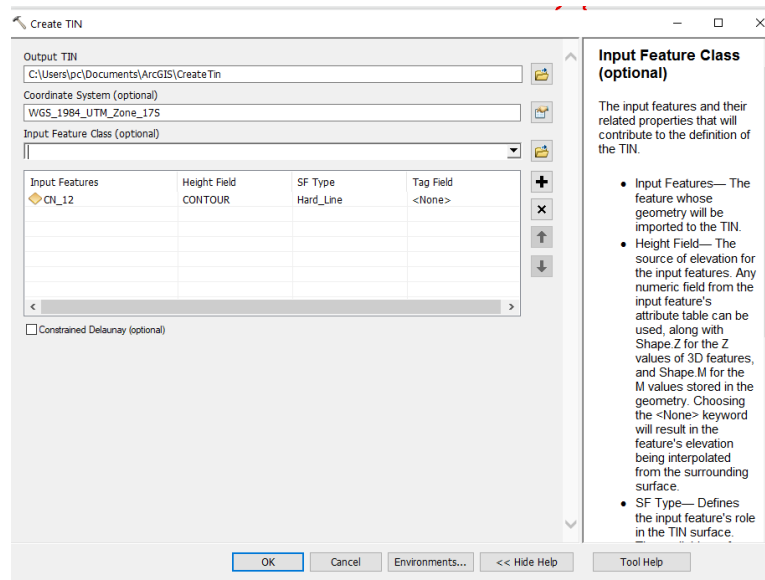 Create TIN
Output TIN
C:\Users\pc\Documents\ArcGIS\CreateTin
Coordinate System (optional)
WGS_1984_UTM_Zone_17S
Input Feature Class (optional)
Input Features Height Field SF Type Tag Field
CN_12 CONTOUR Hard_Line <None>
Constrained Delaunay (optional)
Input Feature Class
(optional)
The input features and their
related properties that will
contribute to the definition of
the TIN.
• Input Features— The
feature whose
geometry will be
imported to the TIN.
• Height Field— The
source of elevation for
the input features. Any
numeric field from the
input feature's
attribute table can be
used, along with
Shape.Z for the Z
values of 3D features,
and Shape.M for the
M values stored in the
geometry. Choosing
the <None> keyword
will result in the
feature's elevation
being interpolated
from the surrounding
surface.
• SF Type— Defines
the input feature's role
in the TIN surface.
OK Cancel Environments... << Hide Help Tool Help